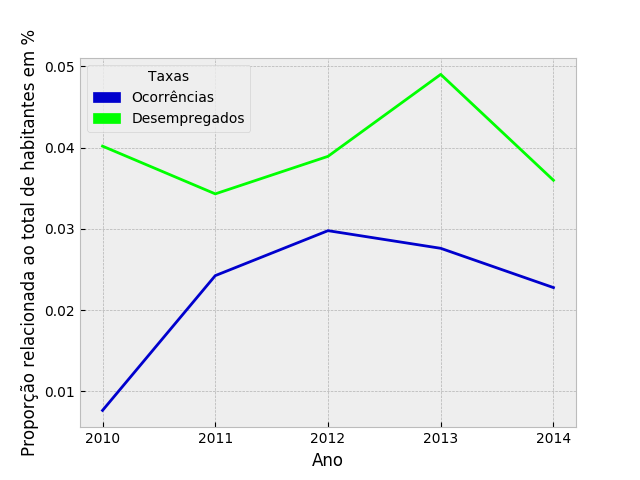 Proporção relacionada ao total de habitantes em %
0.05
0.04
0.03
0.02
0.01
Taxas
Ocorrências
Desempregados
2010 2011 2012 2013 2014
Ano